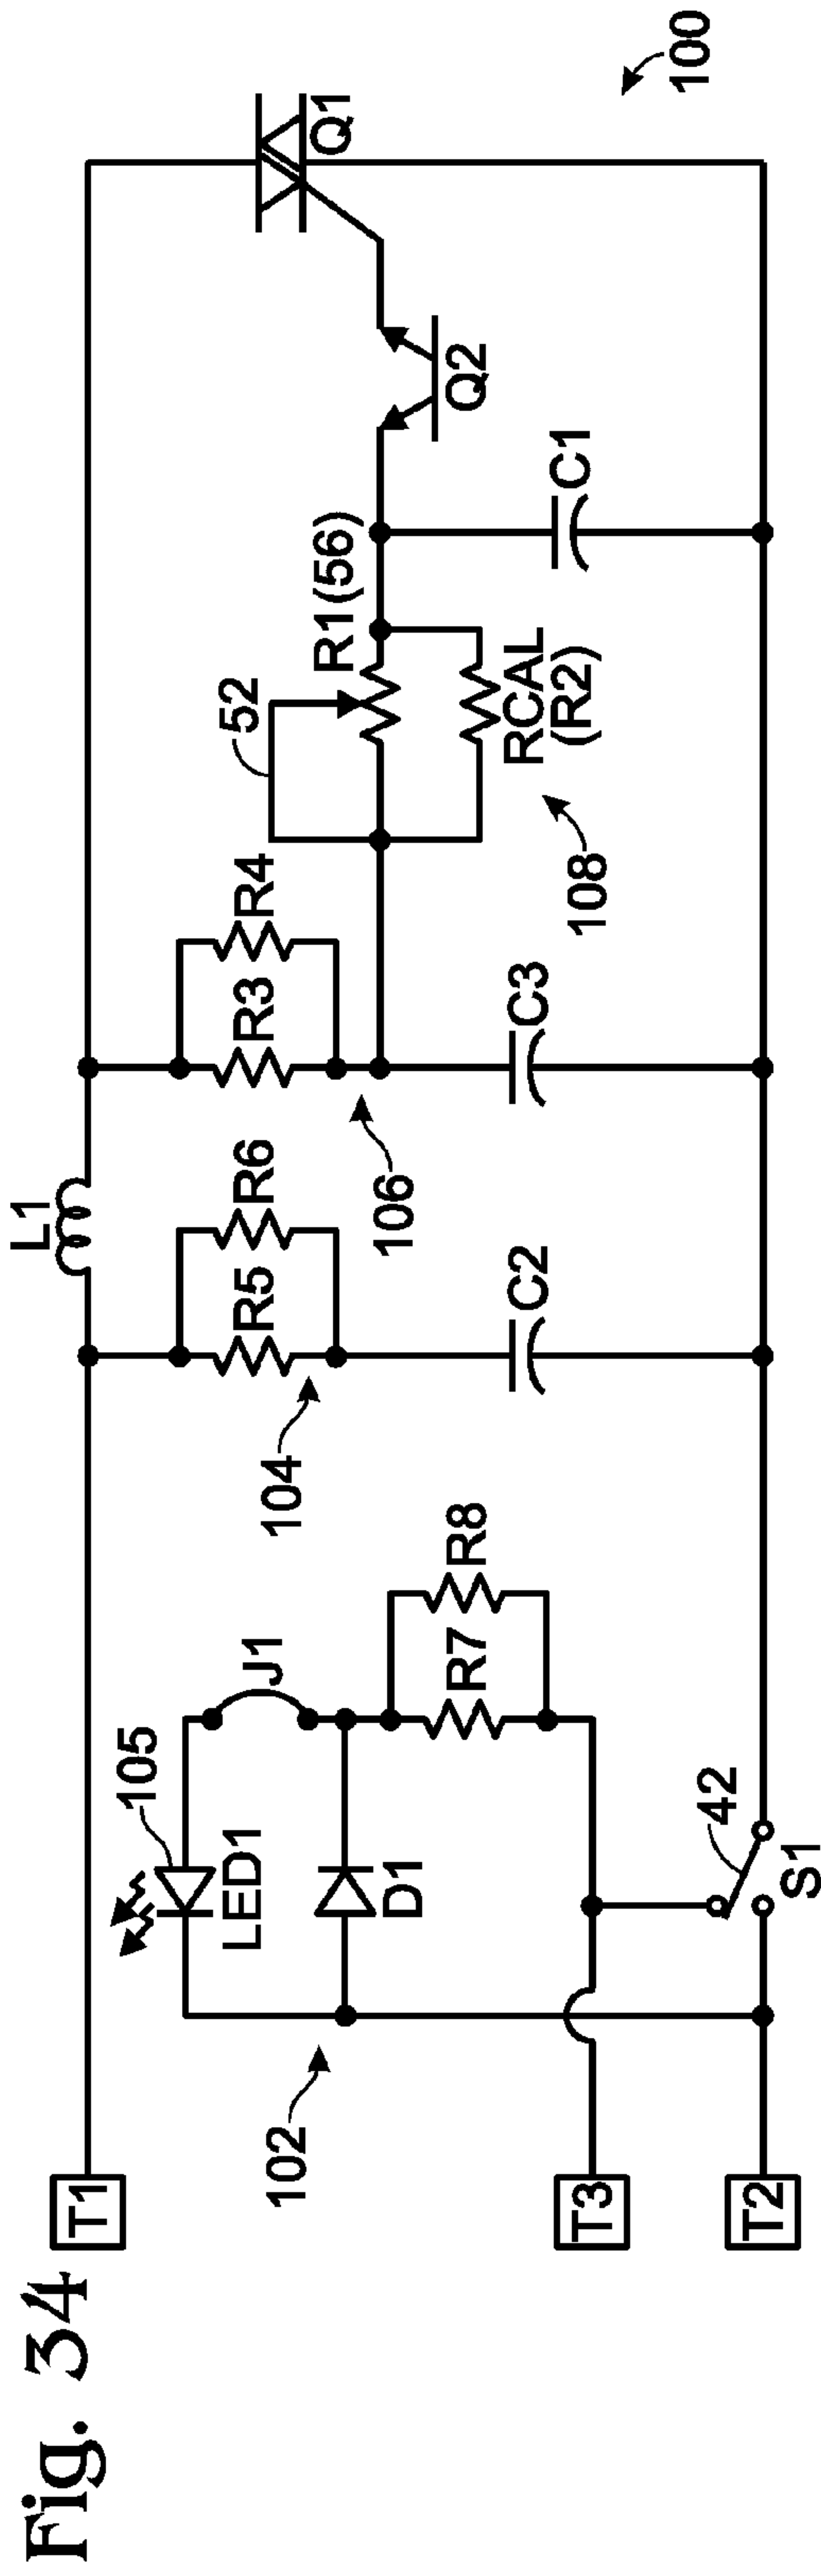 Fig. 34
T1
T3
T2
102
105
LED1
D1
J1
R7
R8
42
S1
104
R5
R6
C2
L1
106
R3
R4
C3
52
R1(56)
RCAL
(R2)
108
C1
Q2
Q1
100